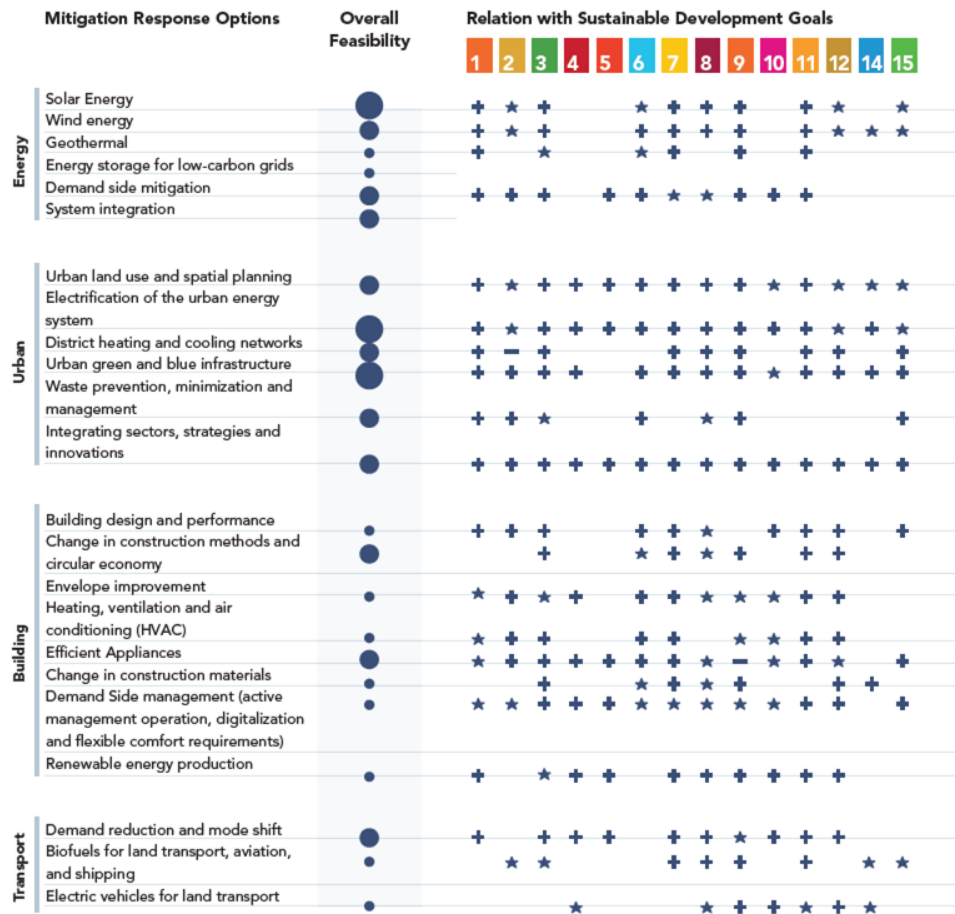 Mitigation Response Options
Overall
Feasibility
Relation with Sustainable Development Goals
1 2 3 4 5 6 7 8 9 10 11 12 14 15
Energy
Solar Energy
Wind energy
Geothermal
Energy storage for low-carbon grids
Demand side mitigation
System integration
Urban
Urban land use and spatial planning
Electrification of the urban energy
system
District heating and cooling networks
Urban green and blue infrastructure
Waste prevention, minimization and
management
Integrating sectors, strategies and
innovations
Building
Building design and performance
Change in construction methods and
circular economy
Envelope improvement
Heating, ventilation and air
conditioning (HVAC)
Efficient Appliances
Change in construction materials
Demand Side management (active
management operation, digitalization
and flexible comfort requirements)
Renewable energy production
Transport
Demand reduction and mode shift
Biofuels for land transport, aviation,
and shipping
Electric vehicles for land transport